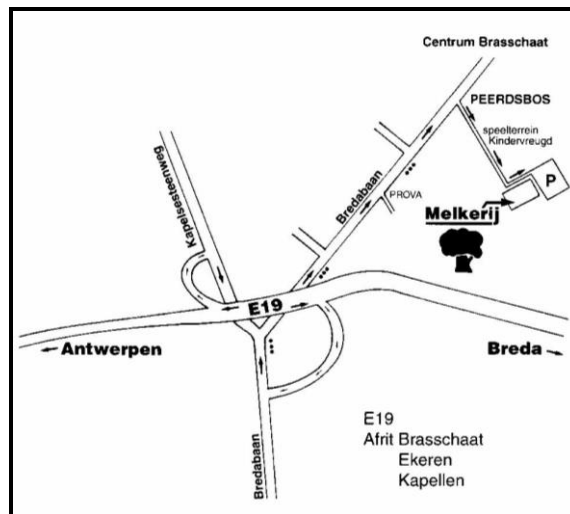 Centrum Brasschaat
PEERDSBOS
speelterrein
Kindervreugd
P
Kapelsesteenweg
Bredabaan
PROVA
Melkerij
E19
Antwerpen
Breda
Bredabaan
E19
Afrit Brasschaat
Ekeren
Kapellen